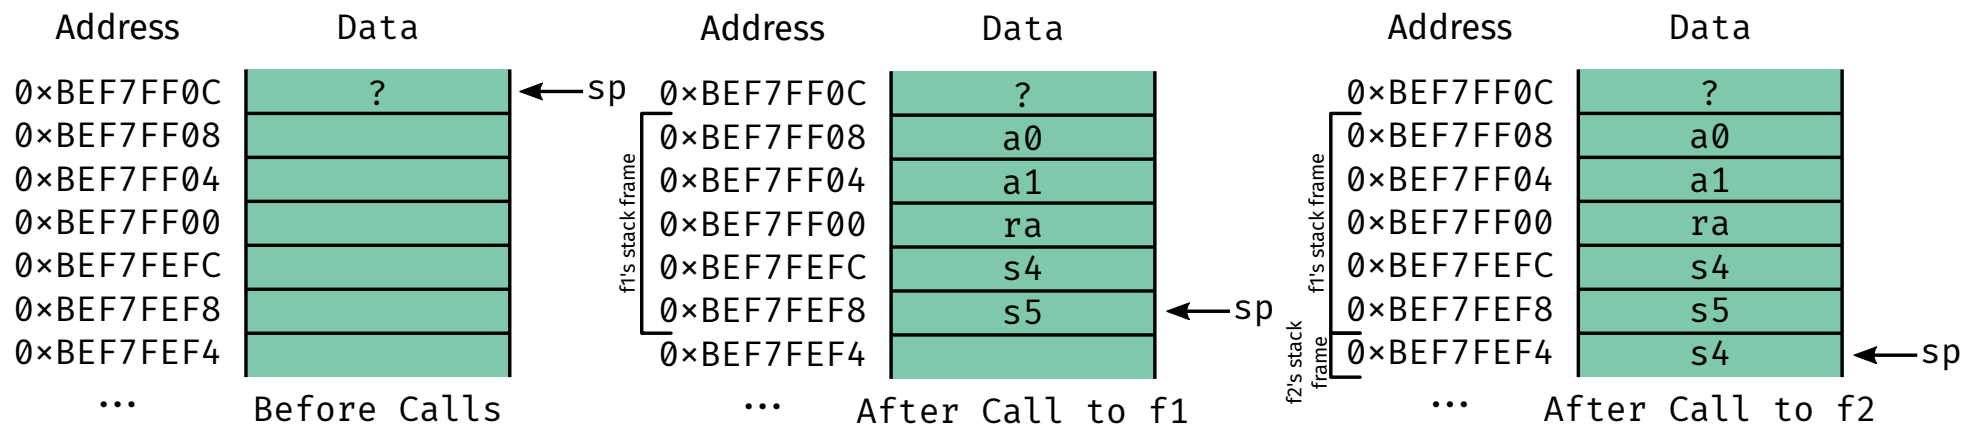 Address Data
0×BEF7FF0C ? sp
0×BEF7FF08
0×BEF7FF04
0×BEF7FF00
0×BEF7FEFC
0×BEF7FEF8
0×BEF7FEF4
...
Before Calls
Address Data
0×BEF7FF0C ?
0×BEF7FF08 a0
0×BEF7FF04 a1
0×BEF7FF00 ra
0×BEF7FEFC s4
0×BEF7FEF8 s5 sp
0×BEF7FEF4
f1's stack frame
...
After Call to f1
Address Data
0×BEF7FF0C ?
0×BEF7FF08 a0
0×BEF7FF04 a1
0×BEF7FF00 ra
0×BEF7FEFC s4
0×BEF7FEF8 s5
0×BEF7FEF4 s4 sp
f1's stack frame
f2's stack
frame
...
After Call to f2